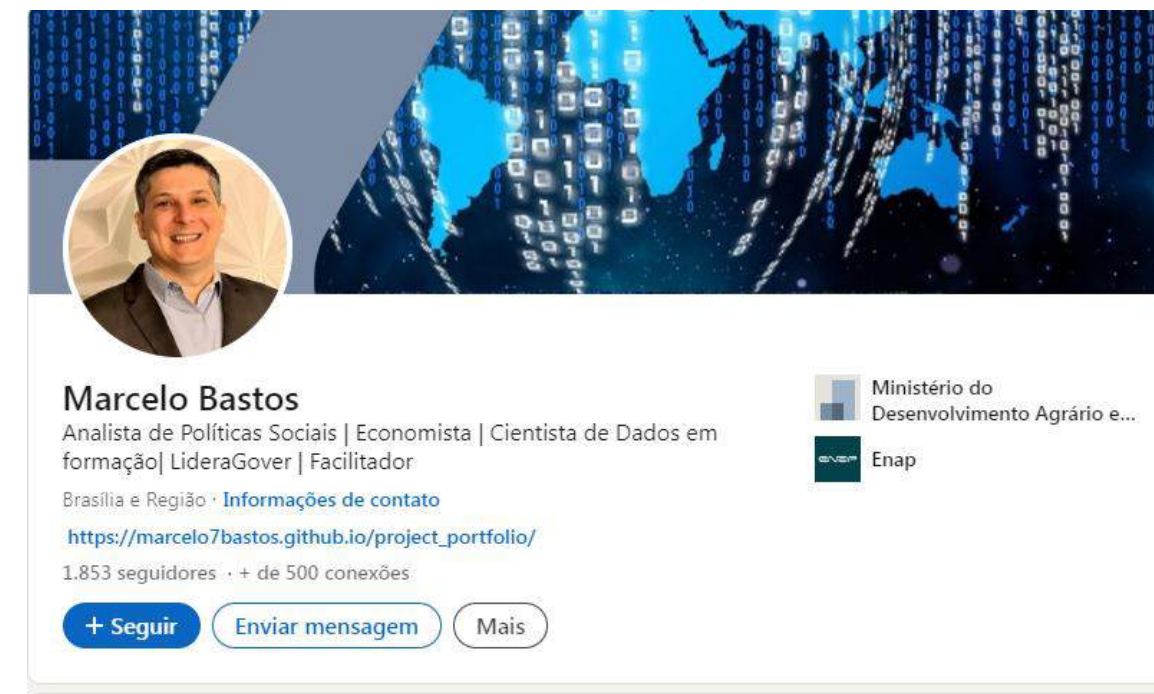 Marcelo Bastos
Analista de Políticas Sociais | Economista | Cientista de Dados em
formação| LideraGover | Facilitador
Brasília e Região · Informações de contato
https://marcelo7bastos.github.io/project_portfolio/
1.853 seguidores · + de 500 conexões
+ Seguir
Enviar mensagem
Mais
Ministério do
Desenvolvimento Agrário e...
enap
Enap